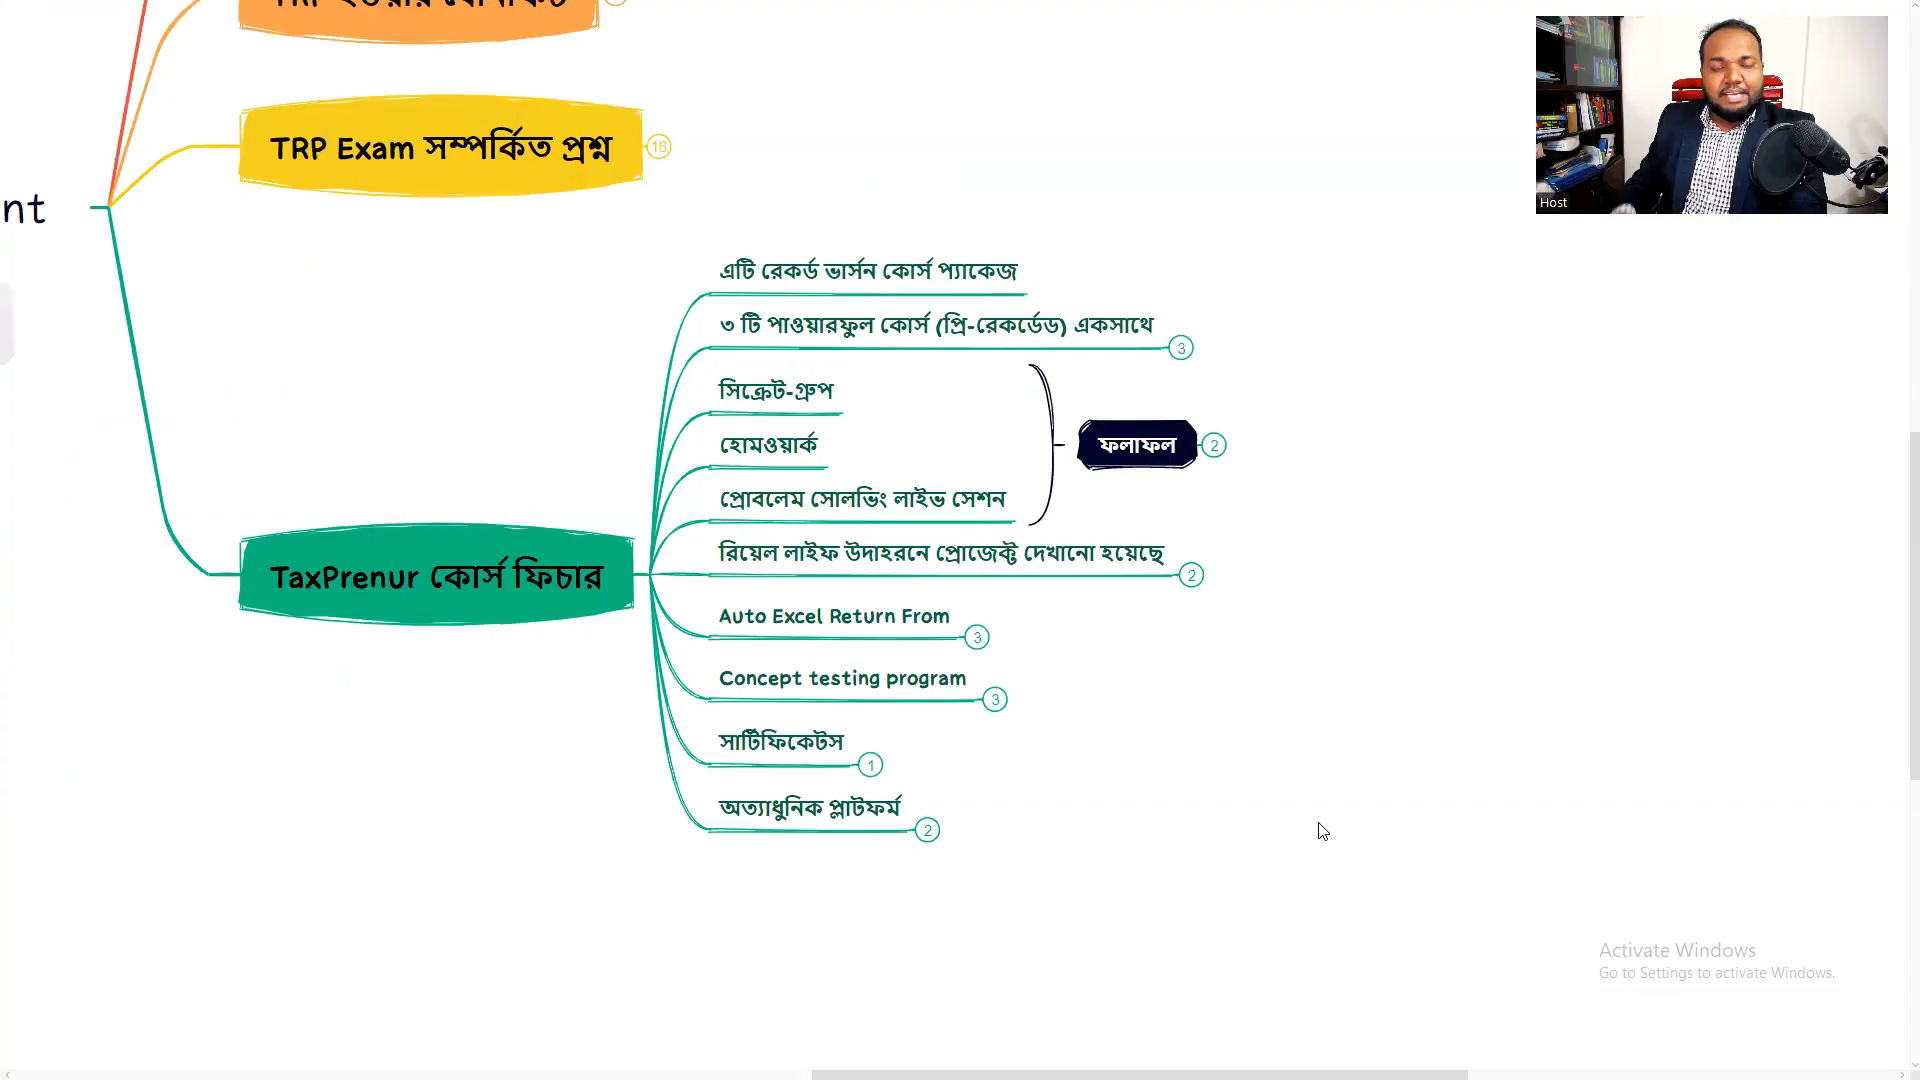 TRP হওয়ার বেনিফিট
TRP Exam সম্পর্কিত প্রশ্ন
16
nt
এটি রেকর্ড ভার্সন কোর্স প্যাকেজ
৩ টি পাওয়ারফুল কোর্স (প্রি-রেকর্ডেড) একসাথে
3
সিক্রেট-গ্রুপ
হোমওয়ার্ক
প্রোবলেম সোলভিং লাইভ সেশন
ফলাফল
2
রিয়েল লাইফ উদাহরনে প্রোজেক্ট দেখানো হয়েছে
2
TaxPrenur কোর্স ফিচার
Auto Excel Return From
3
Concept testing program
3
সার্টিফিকেটস
1
অত্যাধুনিক প্লাটফর্ম
2
Host
Activate Windows
Go to Settings to activate Windows.